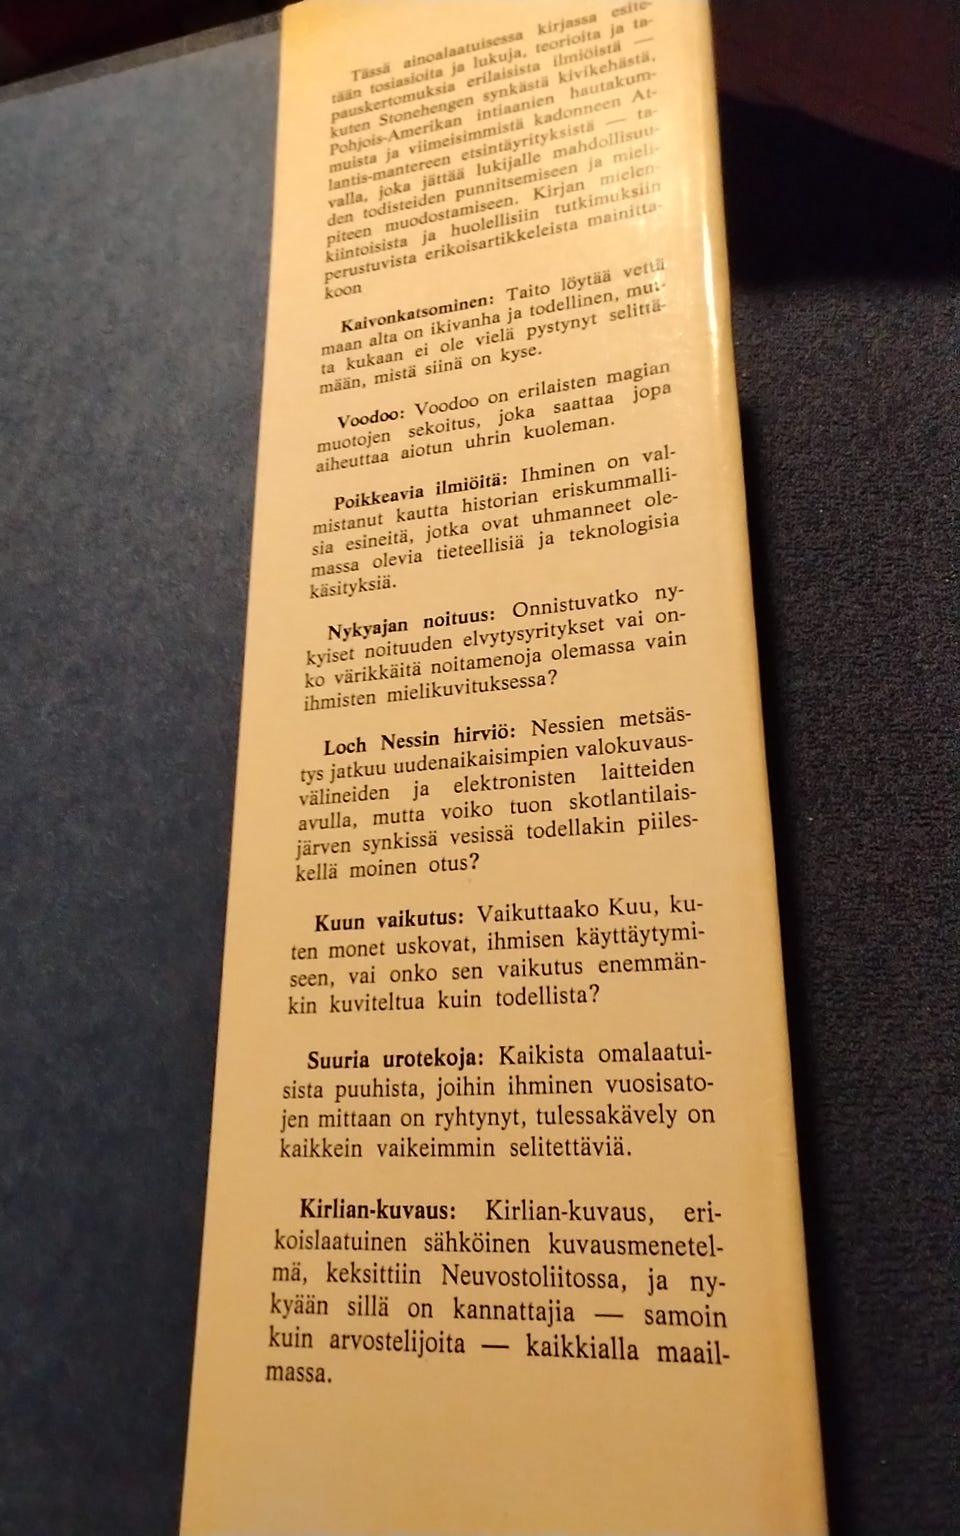 Tässä ainoalaatuisessa kirjassa esite-
tään tosiasioita ja lukuja, teorioita ja ta-
pauskertomuksia erilaisista ilmiöistä —
kuten Stonehengen synkästä kivikehästä,
Pohjois-Amerikan intiaanien hautakum-
muista ja viimeisimmistä kadonneen At-
lantis-mantereen etsintäyrityksistä — ta-
valla, joka jättää lukijalle mahdollisuu-
den todisteiden punnitsemiseen ja mieli-
piteen muodostamiseen. Kirjan mielen-
kiintoisista ja huolellisiin tutkimuksiin
perustuvista erikoisartikkeleista mainitta-
koon
Kaivonkatsominen: Taito löytää vettä
maan alta on ikivanha ja todellinen, mut-
ta kukaan ei ole vielä pystynyt selittä-
mään, mistä siinä on kyse.
Voodoo: Voodoo on erilaisten magian
muotojen sekoitus, joka saattaa jopa
aiheuttaa aiotun uhrin kuoleman.
Poikkeavia ilmiöitä: Ihminen on val-
mistanut kautta historian eriskummalli-
sia esineitä, jotka ovat uhmanneet ole-
massa olevia tieteellisiä ja teknologisia
käsityksiä.
Nykyajan noituus: Onnistuvatko ny-
kyiset noituuden elvytysyritykset vai on-
ko värikkäitä noitamenoja olemassa vain
ihmisten mielikuvituksessa?
Loch Nessin hirviö: Nessien metsäs-
tys jatkuu uudenaikaisimpien valokuvaus-
välineiden ja elektronisten laitteiden
avulla, mutta voiko tuon skotlantilais-
järven synkissä vesissä todellakin piiles-
kellä moinen otus?
Kuun vaikutus: Vaikuttaako Kuu, ku-
ten monet uskovat, ihmisen käyttäytymi-
seen, vai onko sen vaikutus enemmän-
kin kuviteltua kuin todellista?
Suuria urotekoja: Kaikista omalaatui-
sista puuhista, joihin ihminen vuosisato-
jen mittaan on ryhtynyt, tulessakävely on
kaikkein vaikeimmin selitettäviä.
Kirlian-kuvaus: Kirlian-kuvaus, eri-
koislaatuinen sähköinen kuvausmenetel-
mä, keksittiin Neuvostoliitossa, ja ny-
kyään sillä on kannattajia — samoin
kuin arvostelijoita — kaikkialla maail-
massa.